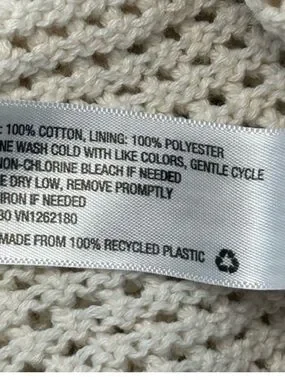 : 100% COTTON, LINING: 100% POLYESTER
NE WASH COLD WITH LIKE COLORS, GENTLE CYCLE
NON-CHLORINE BLEACH IF NEEDED
E DRY LOW, REMOVE PROMPTLY
IRON IF NEEDED
30 VN1262180
MADE FROM 100% RECYCLED PLASTIC